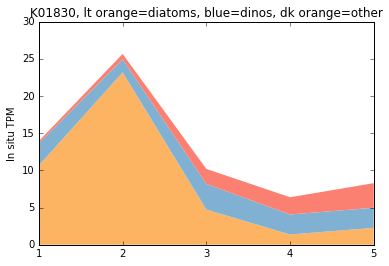 K01830, lt orange=diatoms, blue=dinos, dk orange=other
30
25
20
15
10
5
0
In situ TPM
1 2 3 4 5